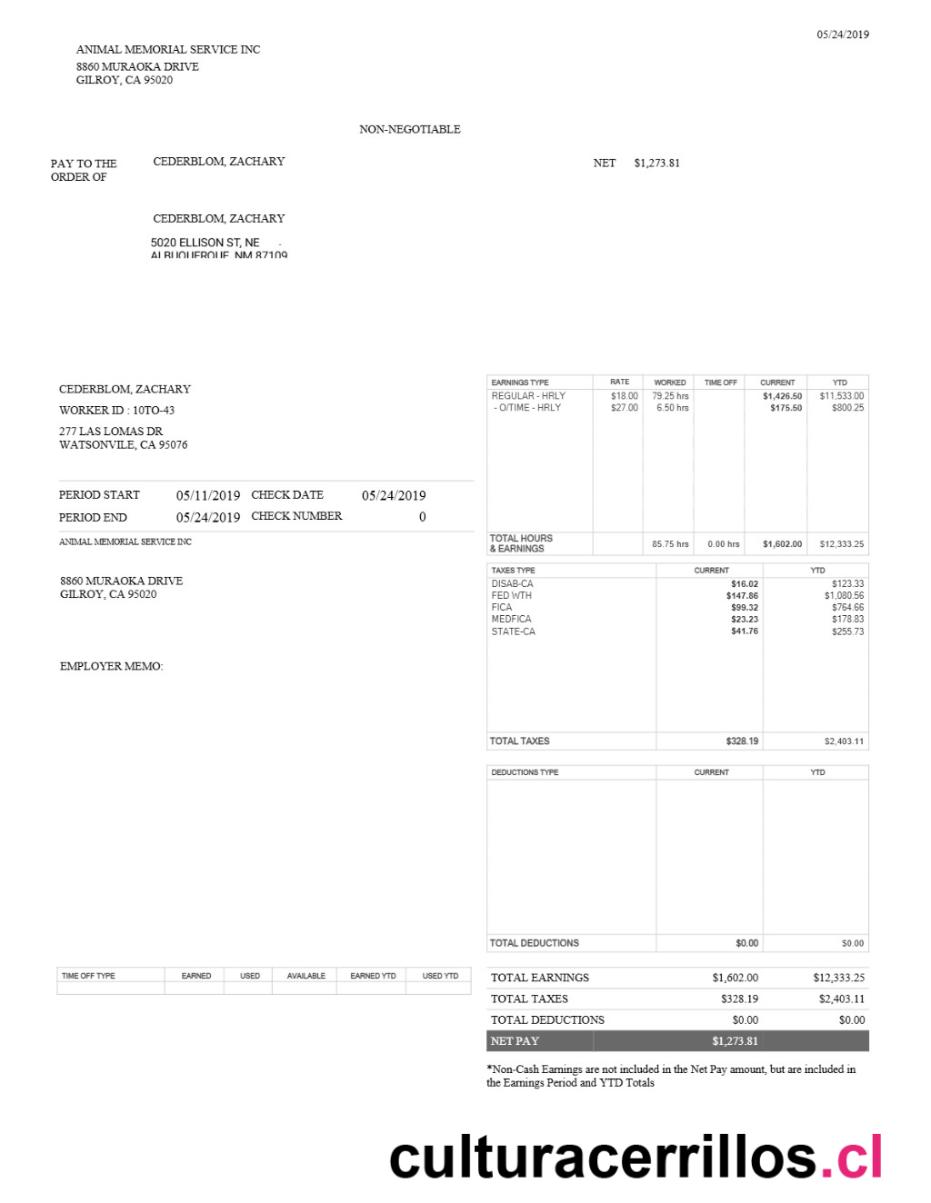 05/24/2019
ANIMAL MEMORIAL SERVICE INC
8860 MURAOKA DRIVE
GILROY, CA 95020
NON-NEGOTIABLE
PAY TO THE ORDER OF
CEDERBLOM, ZACHARY
NET $1,273.81
CEDERBLOM, ZACHARY
5020 ELLISON ST, NE
ALBUQUERQUE, NM 87109
CEDERBLOM, ZACHARY
WORKER ID : 10TO-43
277 LAS LOMAS DR
WATSONVILE, CA 95076
PERIOD START 05/11/2019 CHECK DATE 05/24/2019
PERIOD END 05/24/2019 CHECK NUMBER 0
ANIMAL MEMORIAL SERVICE INC
8860 MURAOKA DRIVE
GILROY, CA 95020
EMPLOYER MEMO:
EARNINGS TYPE RATE WORKED TIME OFF CURRENT YTD
REGULAR - HRLY $18.00 79.25 hrs $1,426.50 $11,533.00
- O/TIME - HRLY $27.00 6.50 hrs $175.50 $800.25
TOTAL HOURS & EARNINGS 85.75 hrs 0.00 hrs $1,602.00 $12,333.25
TAXES TYPE CURRENT YTD
DISAB-CA $16.02 $123.33
FED WTH $147.86 $1,080.56
FICA $99.32 $764.66
MEDFICA $23.23 $178.83
STATE-CA $41.76 $255.73
TOTAL TAXES $328.19 $2,403.11
DEDUCTIONS TYPE CURRENT YTD
TOTAL DEDUCTIONS $0.00 $0.00
TIME OFF TYPE EARNED USED AVAILABLE EARNED YTD USED YTD
TOTAL EARNINGS $1,602.00 $12,333.25
TOTAL TAXES $328.19 $2,403.11
TOTAL DEDUCTIONS $0.00 $0.00
NET PAY $1,273.81
*Non-Cash Earnings are not included in the Net Pay amount, but are included in
the Earnings Period and YTD Totals
culturacerrillos.cl